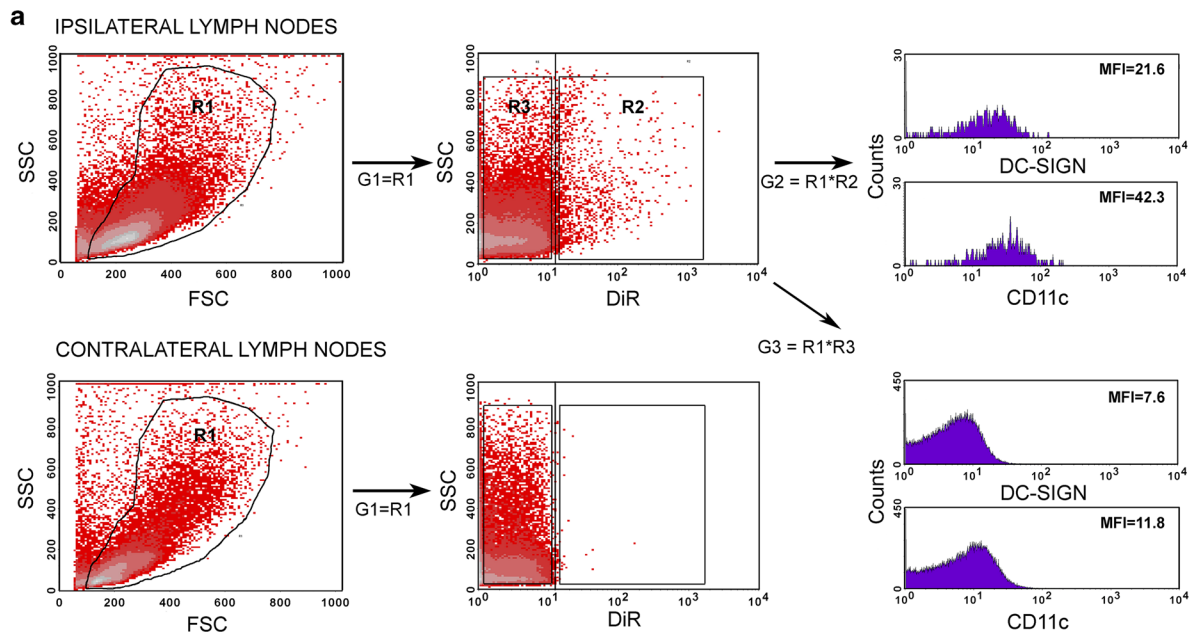 a
IPSILATERAL LYMPH NODES
SSC
1000
800
600
400
200
0
R1
0 200 400 600 800 1000
FSC
G1=R1
SSC
1000
800
600
400
200
0
R3 R2
10^0 10^1 10^2 10^3 10^4
DiR
G2 = R1*R2
G3 = R1*R3
Counts
30
0
MFI=21.6
10^0 10^1 10^2 10^3 10^4
DC-SIGN
30
0
MFI=42.3
10^0 10^1 10^2 10^3 10^4
CD11c
CONTRALATERAL LYMPH NODES
SSC
1000
800
600
400
200
0
R1
0 200 400 600 800 1000
FSC
G1=R1
SSC
1000
800
600
400
200
0
10^0 10^1 10^2 10^3 10^4
DiR
Counts
450
0
MFI=7.6
10^0 10^1 10^2 10^3 10^4
DC-SIGN
450
0
MFI=11.8
10^0 10^1 10^2 10^3 10^4
CD11c